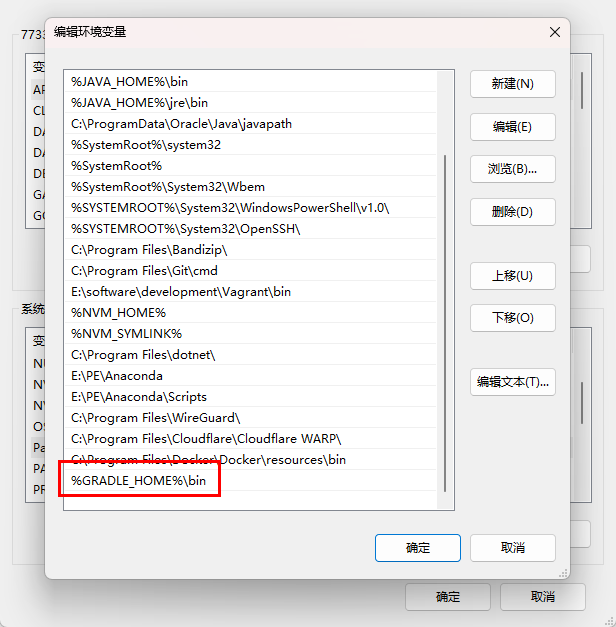 编辑环境变量
7733
变
AP
CL
DA
DA
DE
GA
GO
系统
变
NU
NV
NV
OS
Pa
PA
PR
%JAVA_HOME%\bin
%JAVA_HOME%\jre\bin
C:\ProgramData\Oracle\Java\javapath
%SystemRoot%\system32
%SystemRoot%
%SystemRoot%\System32\Wbem
%SYSTEMROOT%\System32\WindowsPowerShell\v1.0\
%SYSTEMROOT%\System32\OpenSSH\
C:\Program Files\Bandizip\
C:\Program Files\Git\cmd
E:\software\development\Vagrant\bin
%NVM_HOME%
%NVM_SYMLINK%
C:\Program Files\dotnet\
E:\PE\Anaconda
E:\PE\Anaconda\Scripts
C:\Program Files\WireGuard\
C:\Program Files\Cloudflare\Cloudflare WARP\
C:\Program Files\Docker\Docker\resources\bin
%GRADLE_HOME%\bin
新建(N)
编辑(E)
浏览(B)...
删除(D)
上移(U)
下移(O)
编辑文本(T)...
确定
取消
确定
取消